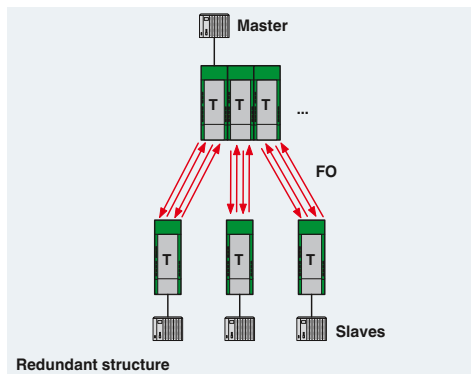 Master
T T T
...
FO
T T T
Slaves
Redundant structure